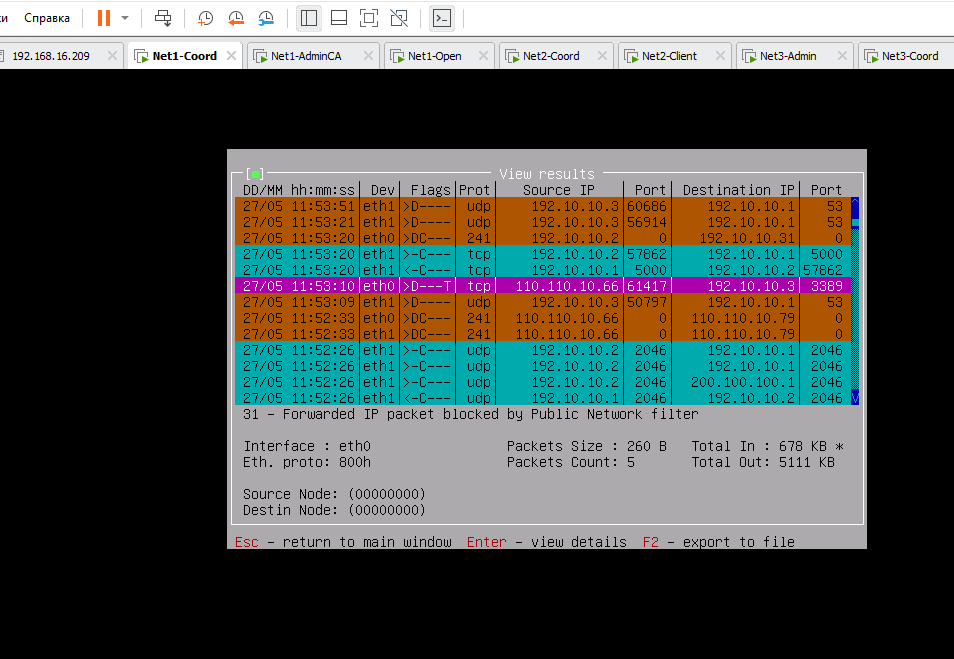 ки Справка
192.168.16.209 Net1-Coord Net1-AdminCA Net1-Open Net2-Coord Net2-Client Net3-Admin Net3-Coord
[■] View results
DD/MM hh:mm:ss Dev Flags Prot Source IP Port Destination IP Port
27/05 11:53:51 eth1 >D---- udp 192.10.10.3 60686 192.10.10.1 53
27/05 11:53:21 eth1 >D---- udp 192.10.10.3 56914 192.10.10.1 53
27/05 11:53:20 eth0 >DC--- 241 192.10.10.2 0 192.10.10.31 0
27/05 11:53:20 eth1 >-C--- tcp 192.10.10.2 57862 192.10.10.1 5000
27/05 11:53:20 eth1 <-C--- tcp 192.10.10.1 5000 192.10.10.2 57862
27/05 11:53:10 eth0 >D---T tcp 110.110.10.66 61417 192.10.10.3 3389
27/05 11:53:09 eth1 >D---- udp 192.10.10.3 50797 192.10.10.1 53
27/05 11:52:33 eth0 >DC--- 241 110.110.10.66 0 110.110.10.79 0
27/05 11:52:33 eth1 >DC--- 241 110.110.10.66 0 110.110.10.79 0
27/05 11:52:26 eth1 >-C--- udp 192.10.10.2 2046 192.10.10.1 2046
27/05 11:52:26 eth1 >-C--- udp 192.10.10.2 2046 192.10.10.1 2046
27/05 11:52:26 eth1 >-C--- udp 192.10.10.2 2046 200.100.100.1 2046
27/05 11:52:26 eth1 <-C--- udp 192.10.10.1 2046 192.10.10.2 2046
31 - Forwarded IP packet blocked by Public Network filter
Interface : eth0 Packets Size : 260 B Total In : 678 KB *
Eth. proto: 800h Packets Count: 5 Total Out: 5111 KB
Source Node: (00000000)
Destin Node: (00000000)
Esc - return to main window Enter - view details F2 - export to file